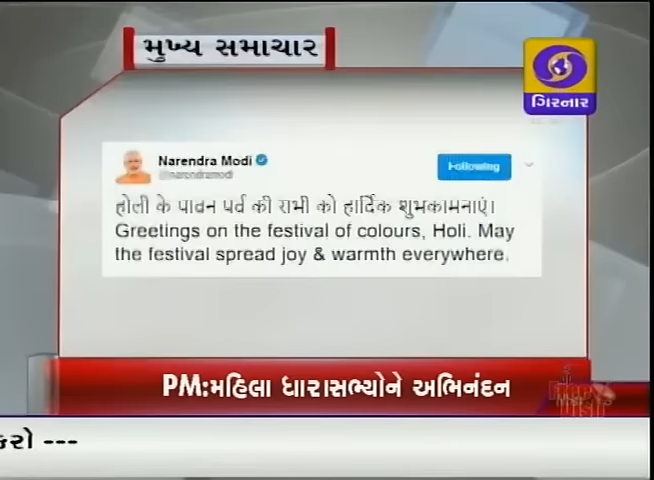 મુખ્ય સમાચાર
ગિરનાર
Narendra Modi
@narendramodi
Following
होली के पावन पर्व की सभी को हार्दिक शुभकामनाएं।
Greetings on the festival of colours, Holi. May
the festival spread joy & warmth everywhere.
PM:મહિલા ધારાસભ્યોને અભિનંદન
કરો ---